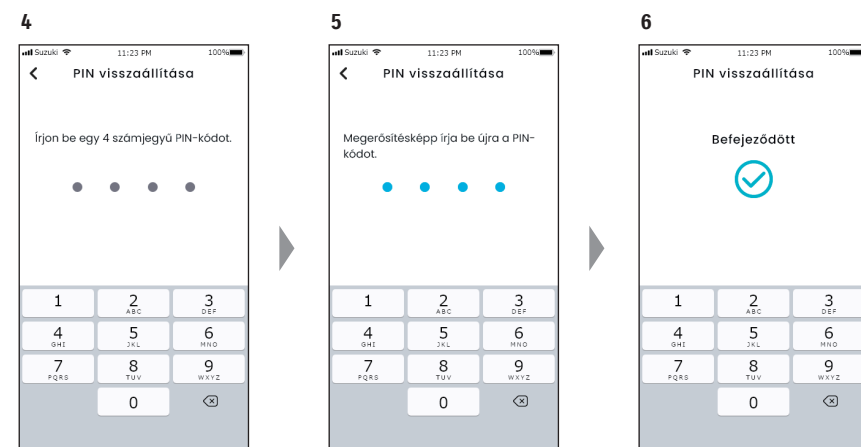 4 5 6
Suzuki 11:23 PM 100%
PIN visszaállítása
Írjon be egy 4 számjegyű PIN-kódot.
1 2 3
ABC DEF
4 5 6
GHI JKL MNO
7 8 9
PQRS TUV WXYZ
0
Suzuki 11:23 PM 100%
PIN visszaállítása
Megerősítésképp írja be újra a PIN-
kódot.
1 2 3
ABC DEF
4 5 6
GHI JKL MNO
7 8 9
PQRS TUV WXYZ
0
Suzuki 11:23 PM 100%
PIN visszaállítása
Befejeződött
1 2 3
ABC DEF
4 5 6
GHI JKL MNO
7 8 9
PQRS TUV WXYZ
0